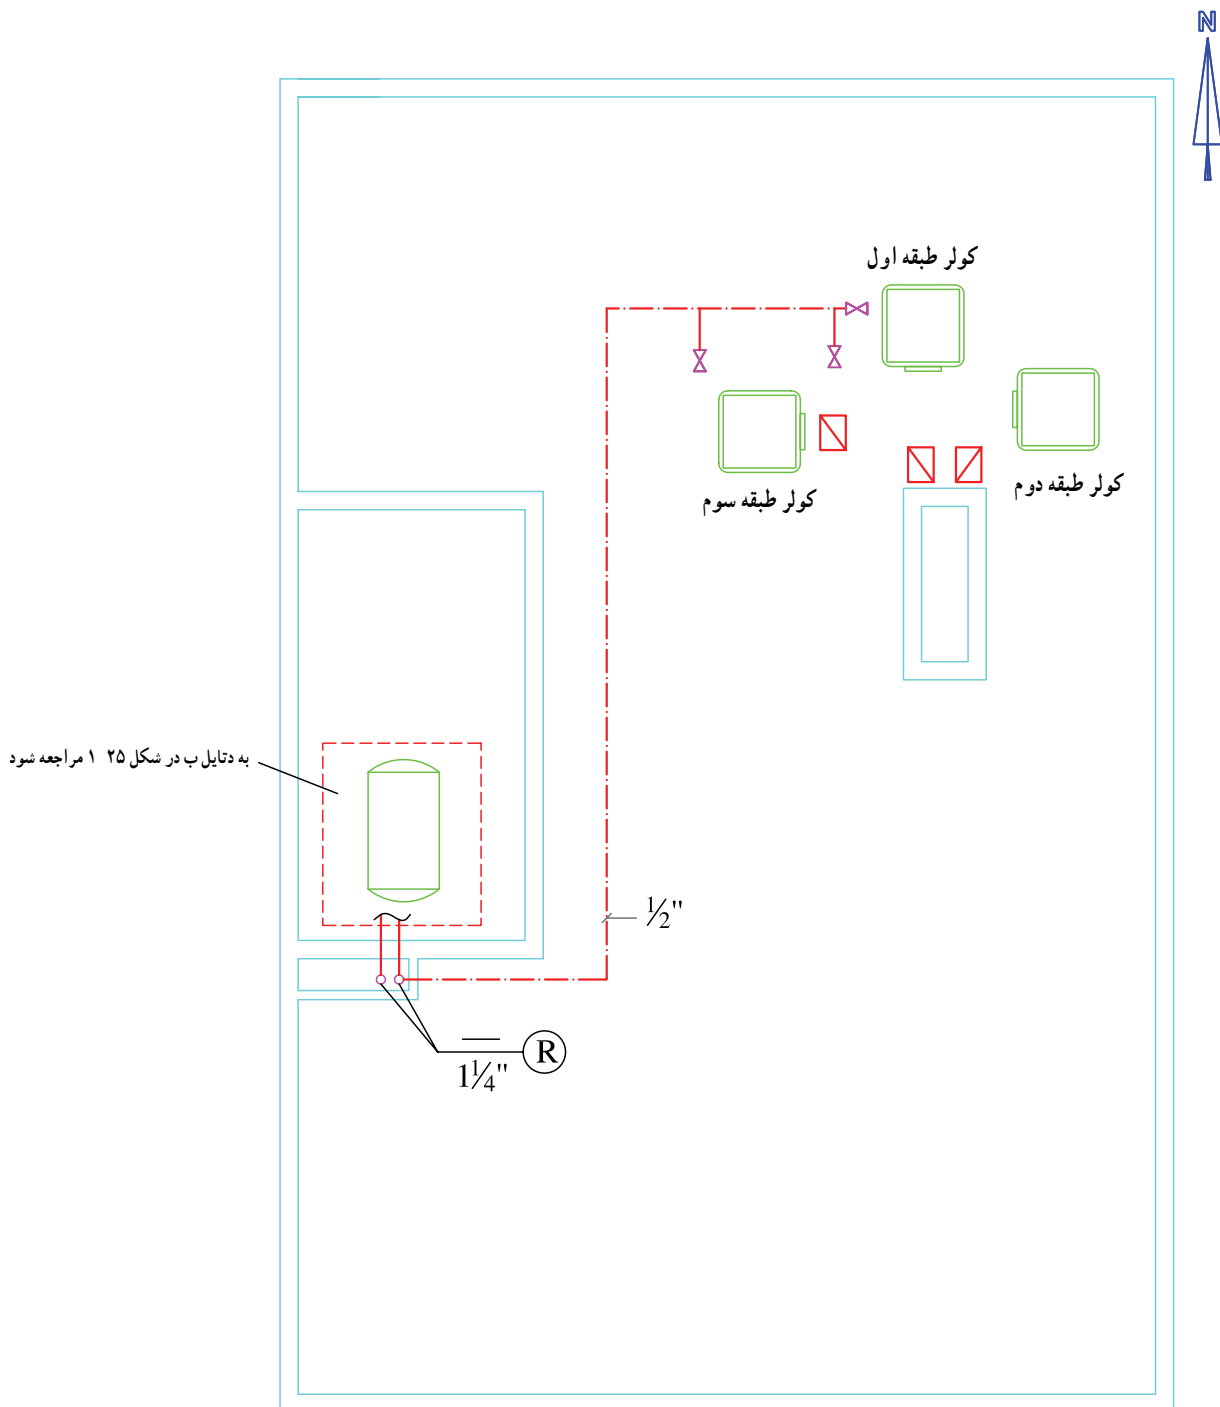 N
کولر طبقه اول
کولر طبقه دوم
کولر طبقه سوم
به دتایل ب در شکل ۲۵ ۱ مراجعه شود
½"
1¼"
R